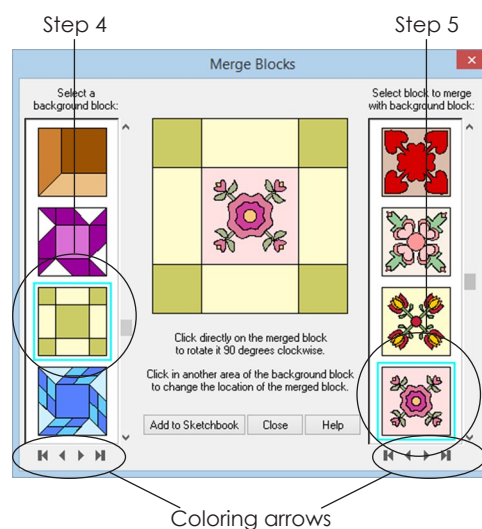 Step 4
Step 5
Merge Blocks
Select a
background block:
Select block to merge
with background block:
Click directly on the merged block
to rotate it 90 degrees clockwise.
Click in another area of the background block
to change the location of the merged block.
Add to Sketchbook
Close
Help
Coloring arrows